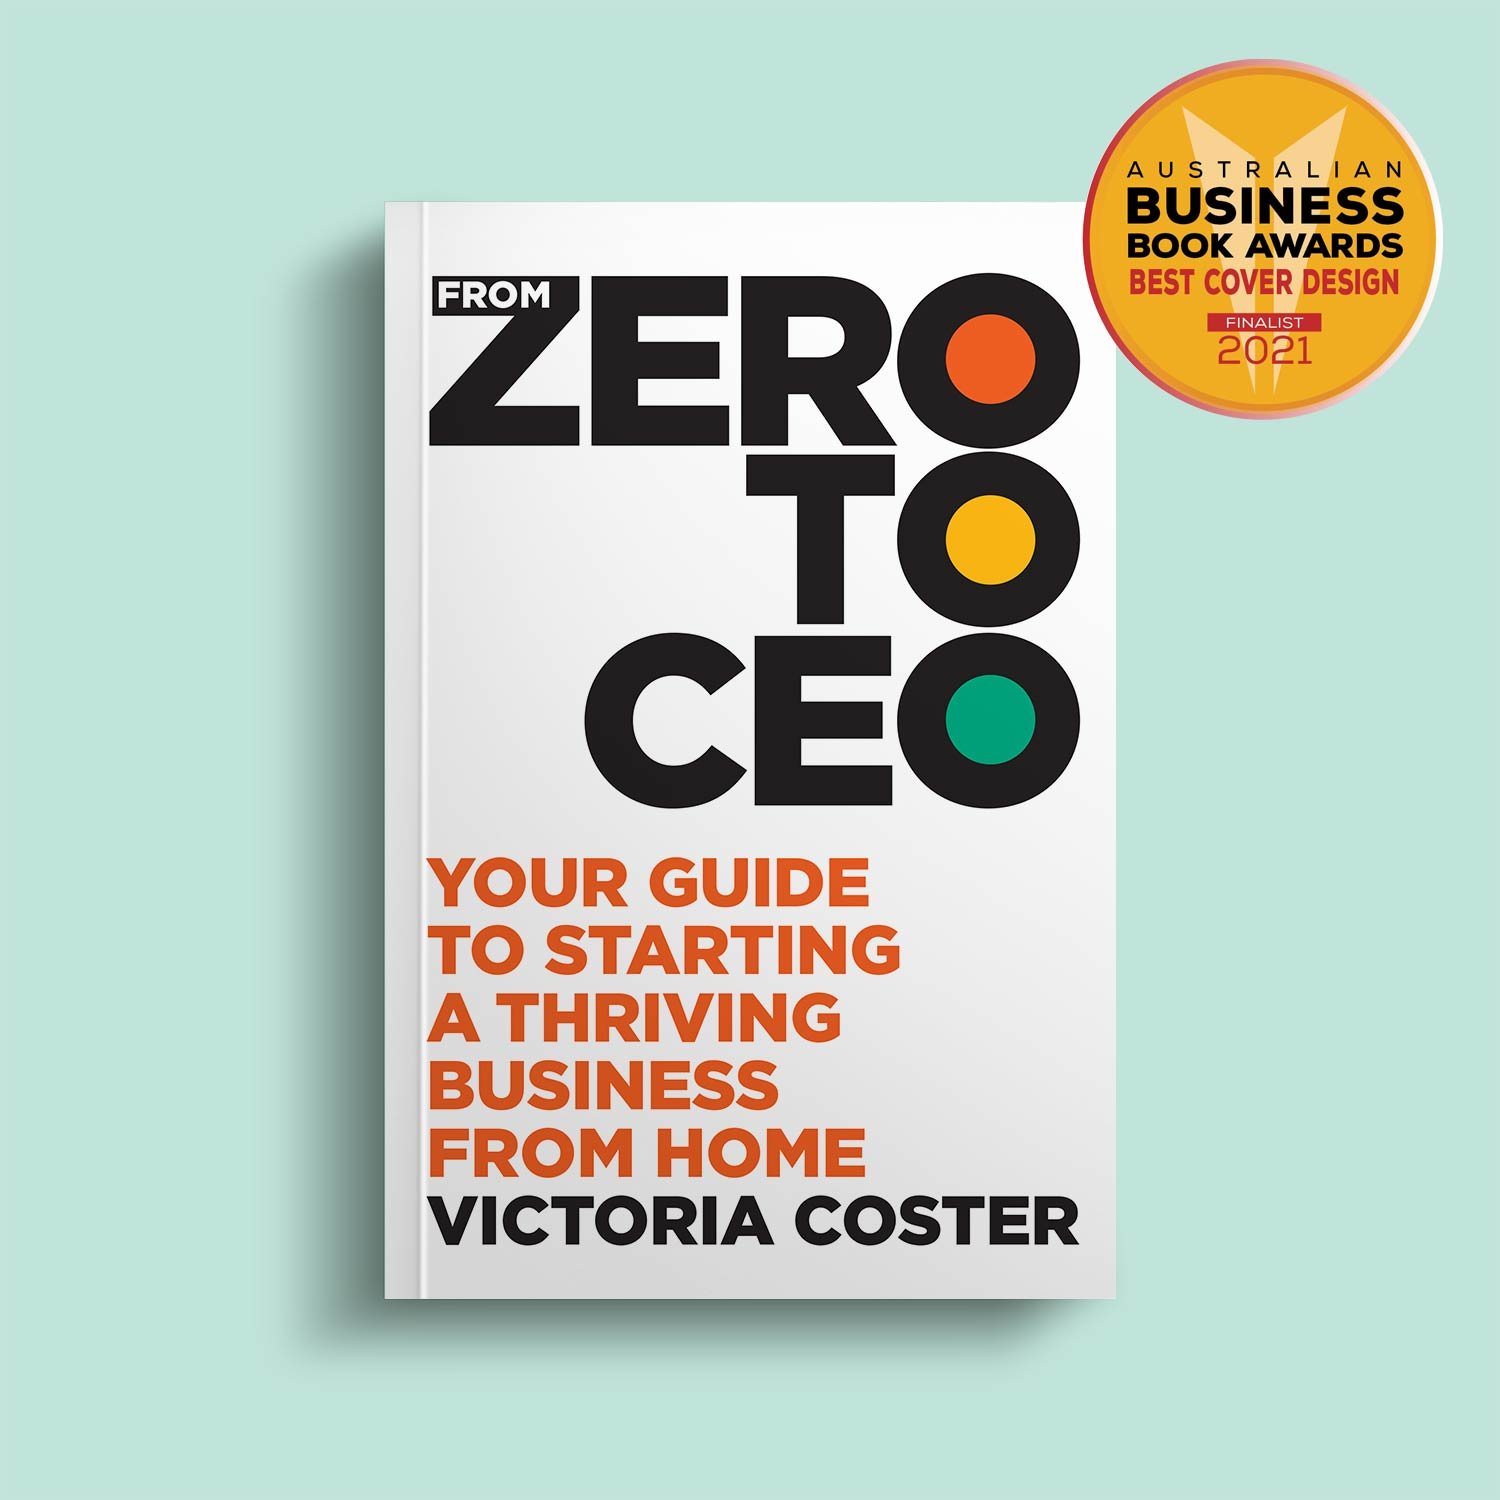 FROM
ZERO
TO
CEO
YOUR GUIDE
TO STARTING
A THRIVING
BUSINESS
FROM HOME
VICTORIA COSTER
AUSTRALIAN
BUSINESS
BOOK AWARDS
BEST COVER DESIGN
FINALIST
2021